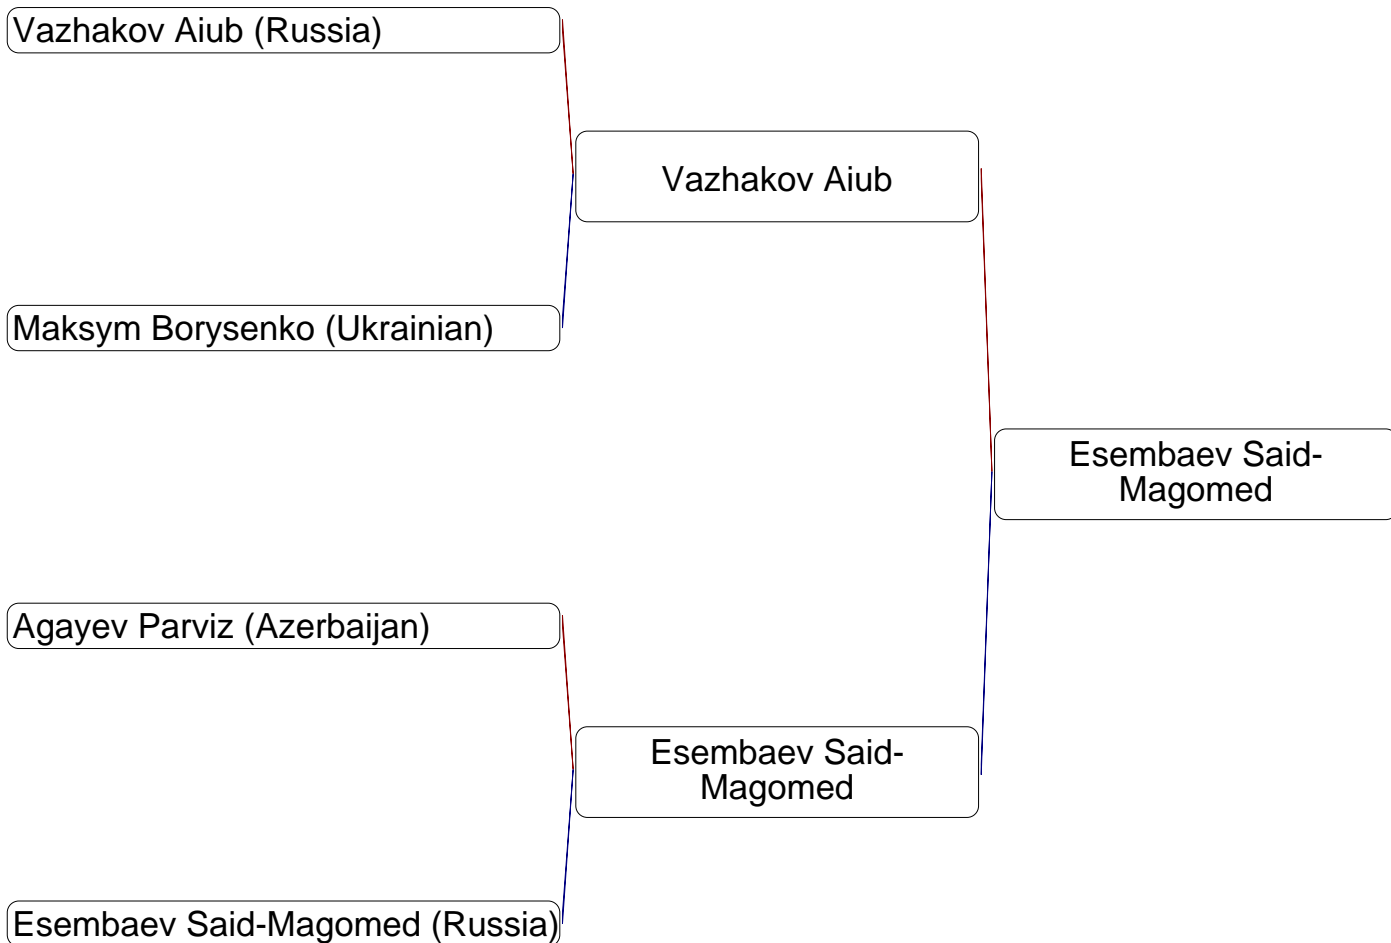 Vazhakov Aiub (Russia)
Vazhakov Aiub
Maksym Borysenko (Ukrainian)
Esembaev Said-
Magomed
Agayev Parviz (Azerbaijan)
Esembaev Said-
Magomed
Esembaev Said-Magomed (Russia)